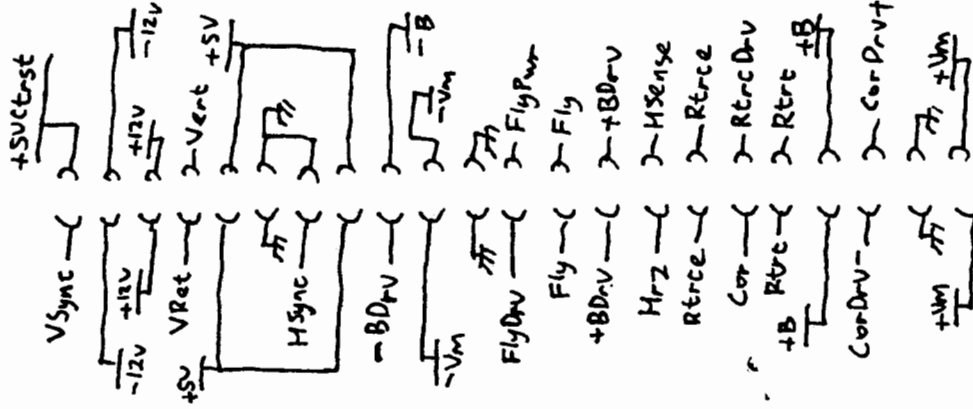 +5VCtrst
-12v
+12v
Vert
+5V
-B
-Vm
FlyPwr
Fly
+BDrv
HSense
Rtrce
RtrcDrv
Rtrt
+B
CorDrv+
+Vm
VSync
-12v
+12v
VRet
+5v
HSync
-BDrv
-Vm
FlyDrv
Fly
+BDrv
Hrz
Rtrce
Cor
Rtrt
+B
CorDrv-
+Vm